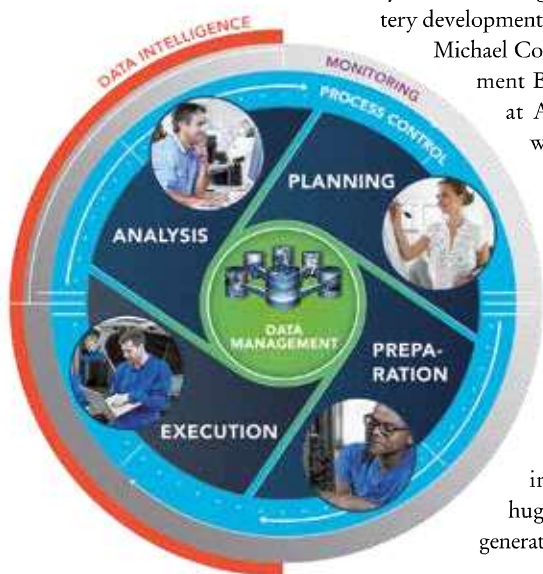 tery development
Michael Co
ment B
at A
w
DATA INTELLIGENCE
MONITORING
PROCESS CONTROL
PLANNING
ANALYSIS
DATA
MANAGEMENT
PREPA-
RATION
EXECUTION
in
hug
generat